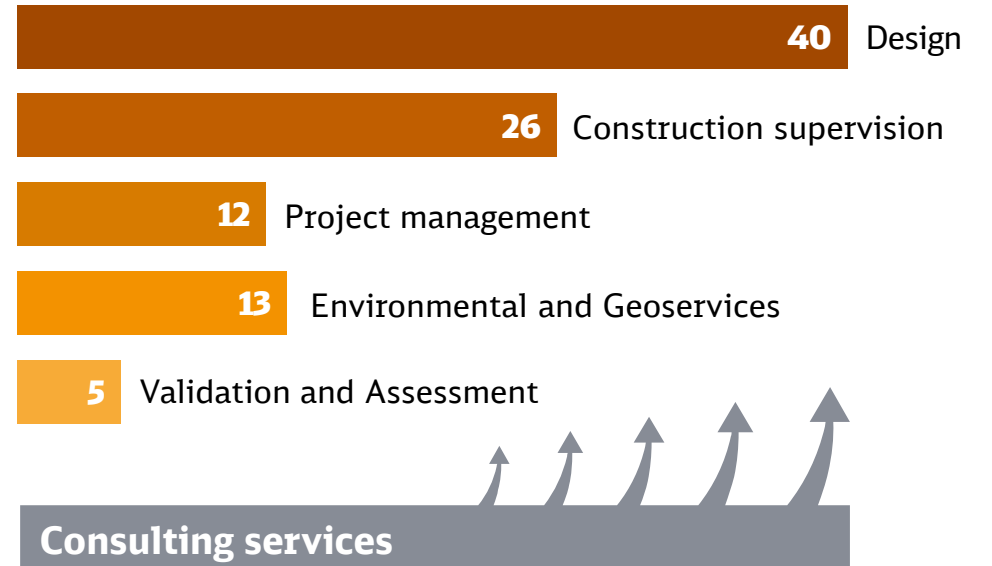 40 Design
26 Construction supervision
12 Project management
13 Environmental and Geoservices
5 Validation and Assessment
Consulting services